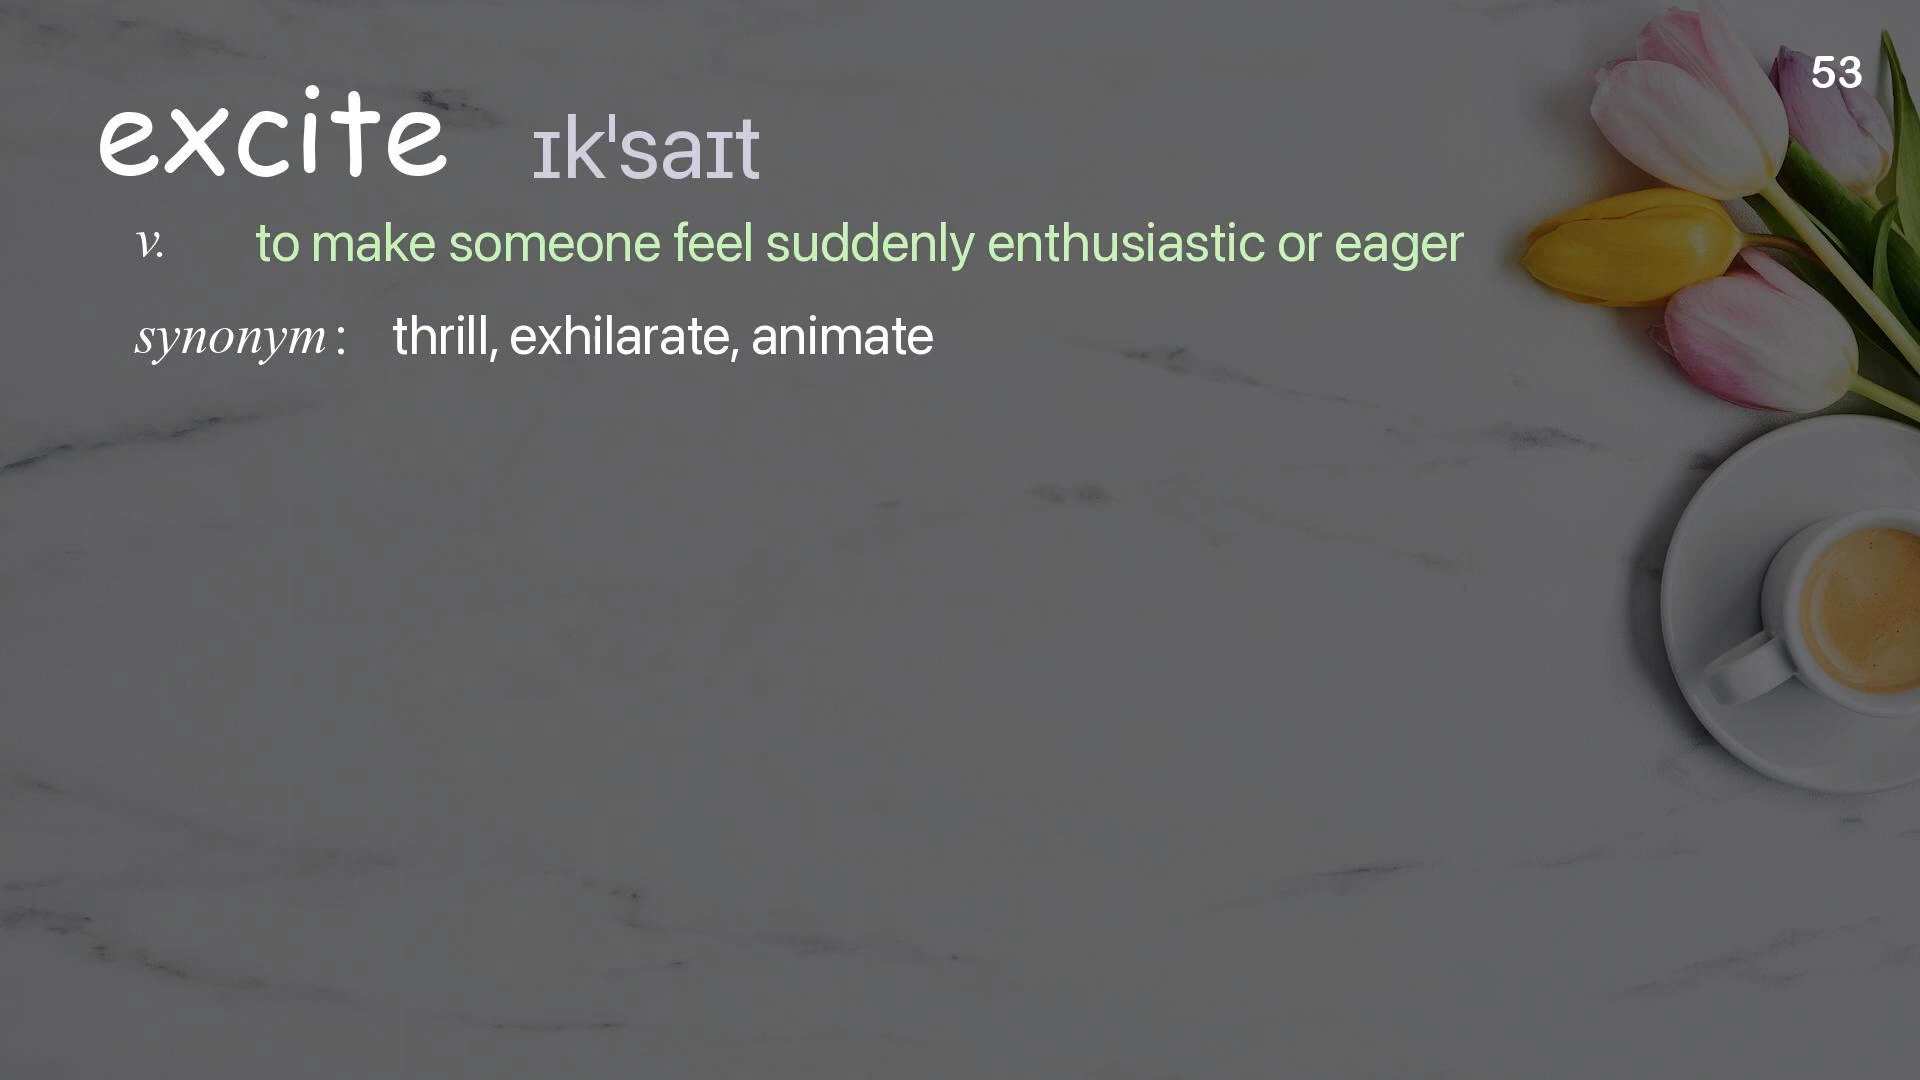 53
excite ɪkˈsaɪt
v. to make someone feel suddenly enthusiastic or eager
synonym: thrill, exhilarate, animate